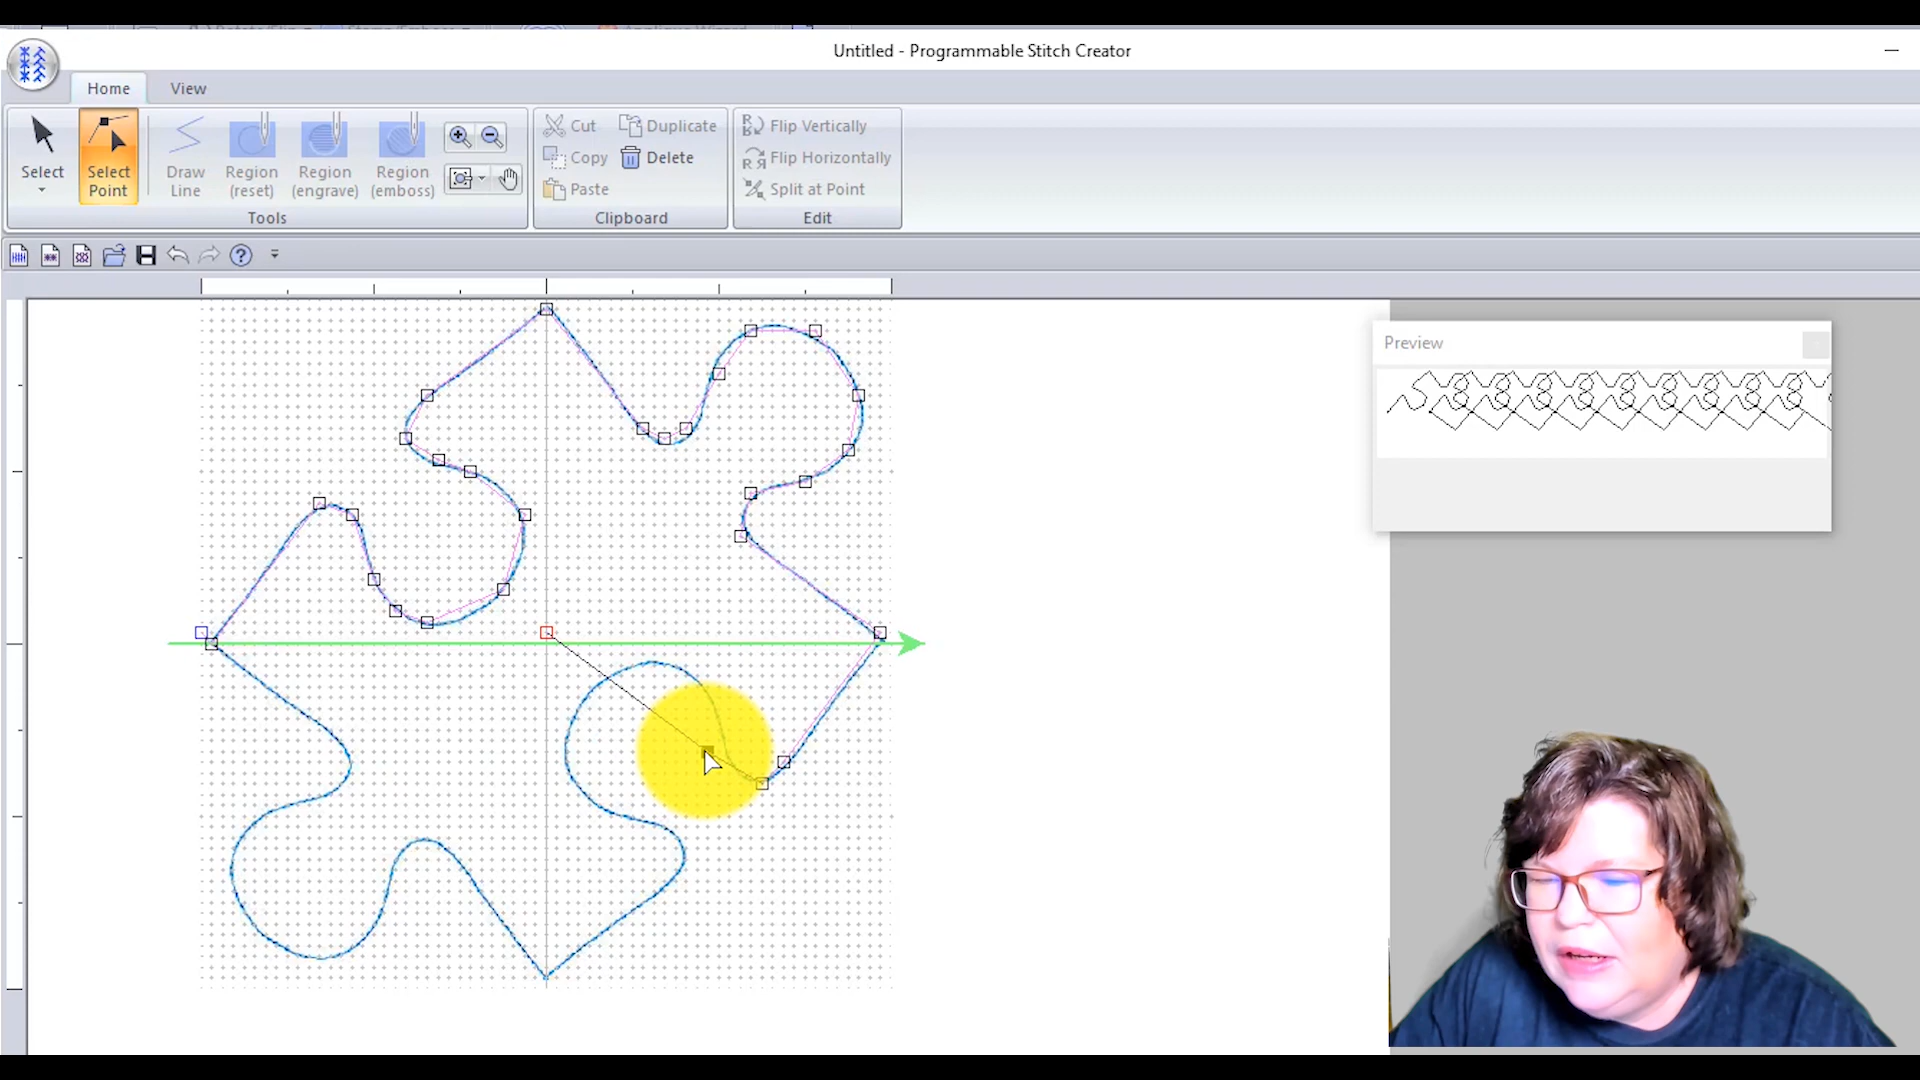 Untitled - Programmable Stitch Creator
Home View
Select
Select Point
Draw Line
Region (reset)
Region (engrave)
Region (emboss)
Tools
Cut
Duplicate
Copy
Delete
Paste
Clipboard
Flip Vertically
Flip Horizontally
Split at Point
Edit
Preview